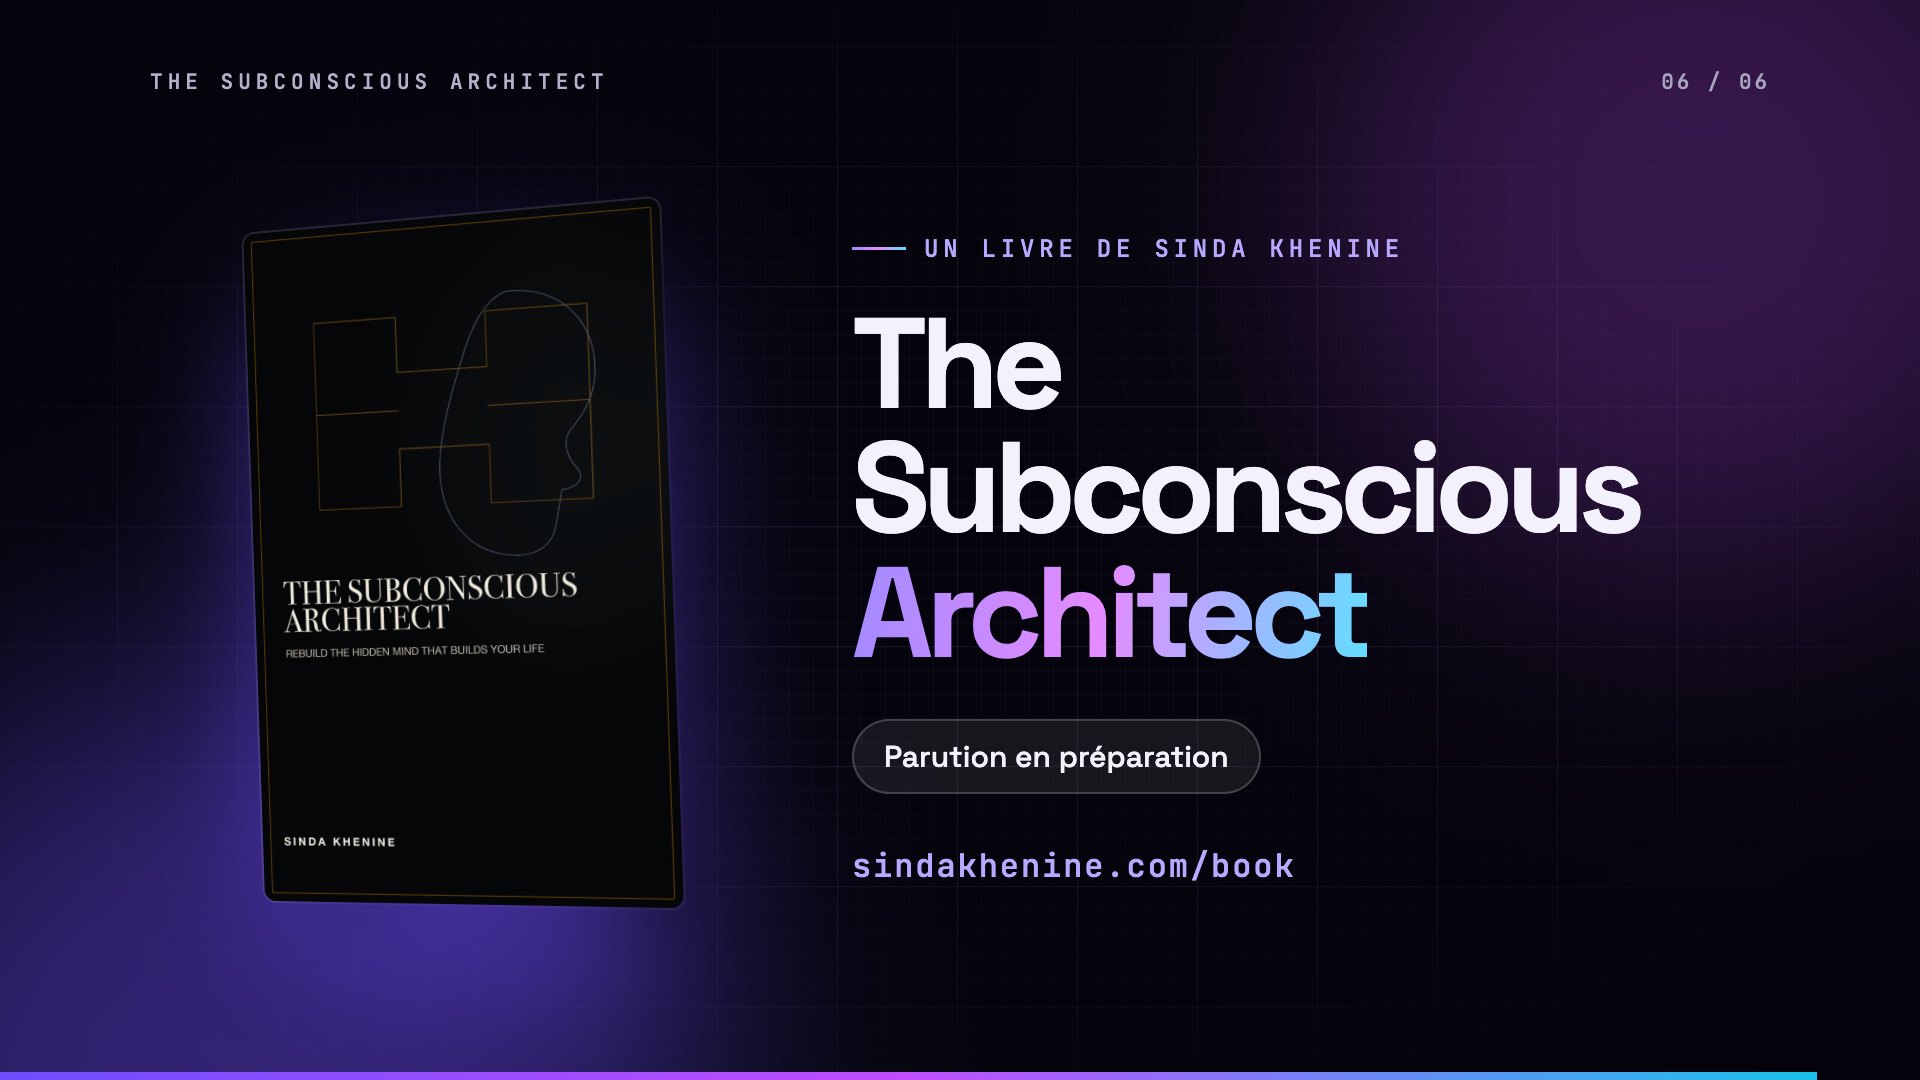 THE SUBCONSCIOUS ARCHITECT
06 / 06
THE SUBCONSCIOUS
ARCHITECT
REBUILD THE HIDDEN MIND THAT BUILDS YOUR LIFE
SINDA KHENINE
UN LIVRE DE SINDA KHENINE
The
Subconscious
Architect
Parution en préparation
sindakhenine.com/book